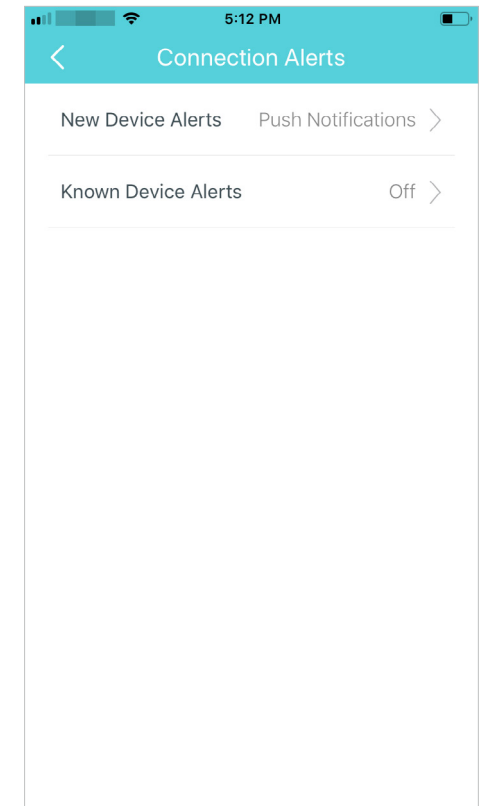 5:12 PM
Connection Alerts
New Device Alerts Push Notifications
Known Device Alerts Off